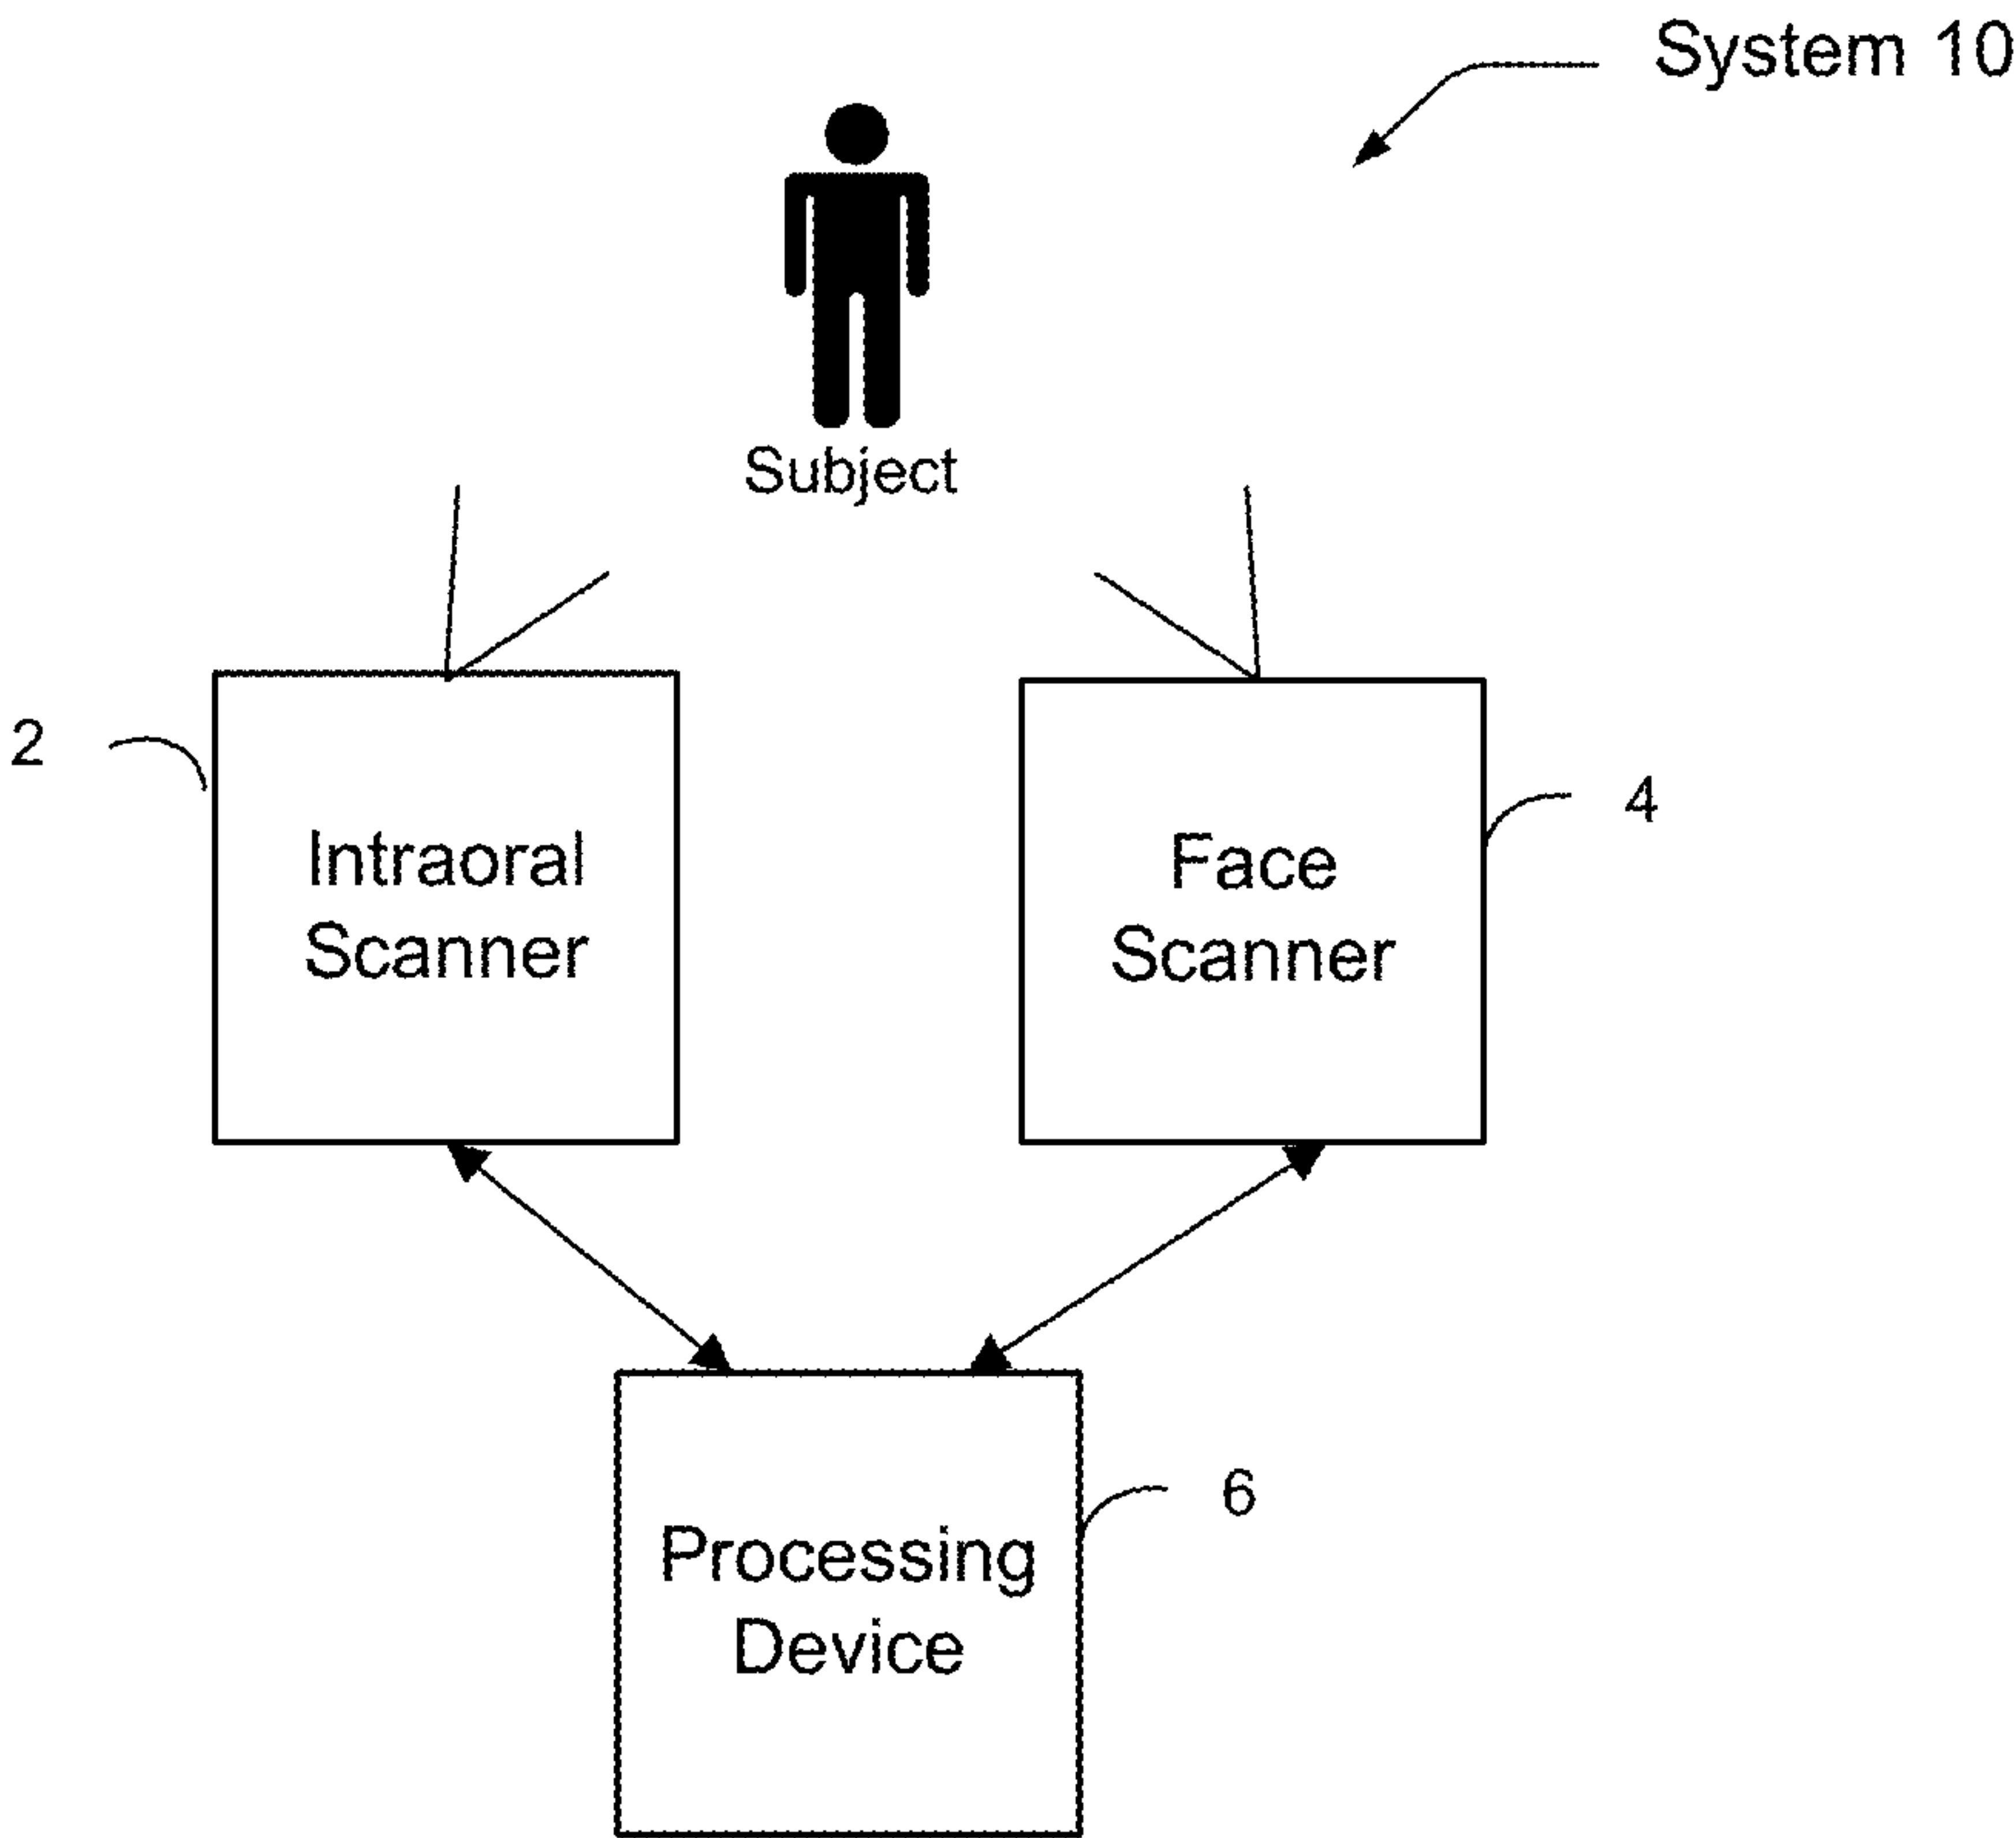 System 10
Subject
2
Intraoral
Scanner
Face
Scanner
4
Processing
Device
6